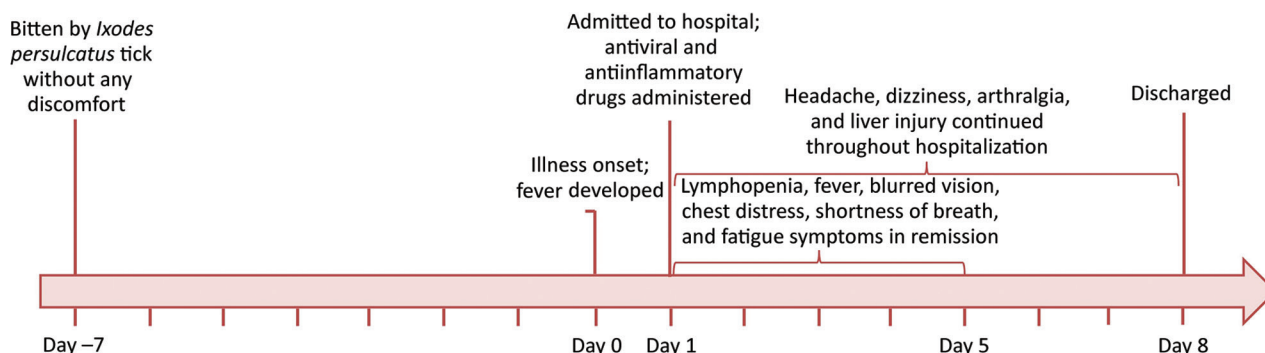 Bitten by Ixodes
persulcatus tick
without any
discomfort
Illness onset;
fever developed
Admitted to hospital;
antiviral and
antiinflammatory
drugs administered
Headache, dizziness, arthralgia,
and liver injury continued
throughout hospitalization
Lymphopenia, fever, blurred vision,
chest distress, shortness of breath,
and fatigue symptoms in remission
Discharged
Day –7
Day 0
Day 1
Day 5
Day 8